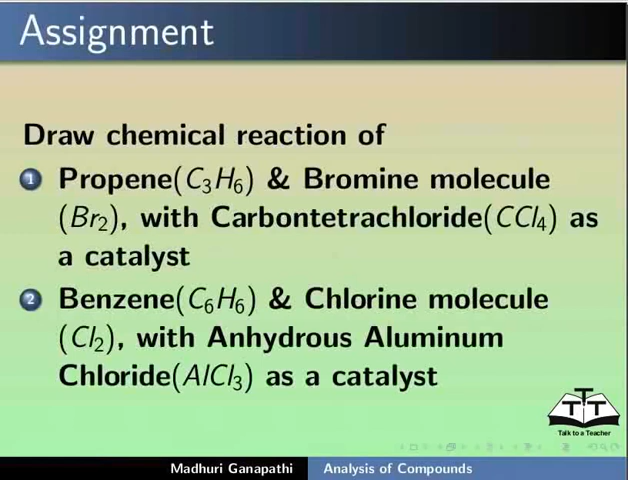 Assignment
Draw chemical reaction of
1 Propene(C₃H₆) & Bromine molecule
(Br₂), with Carbontetrachloride(CCl₄) as
a catalyst
2 Benzene(C₆H₆) & Chlorine molecule
(Cl₂), with Anhydrous Aluminum
Chloride(AlCl₃) as a catalyst
TTT
Talk to a Teacher
Madhuri Ganapathi Analysis of Compounds